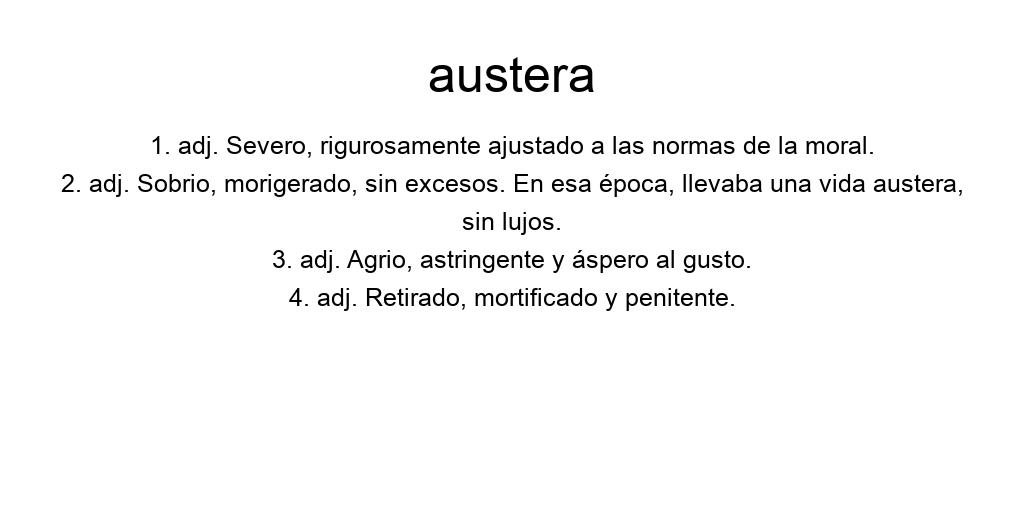 austera
1. adj. Severo, rigurosamente ajustado a las normas de la moral.
2. adj. Sobrio, morigerado, sin excesos. En esa época, llevaba una vida austera,
sin lujos.
3. adj. Agrio, astringente y áspero al gusto.
4. adj. Retirado, mortificado y penitente.